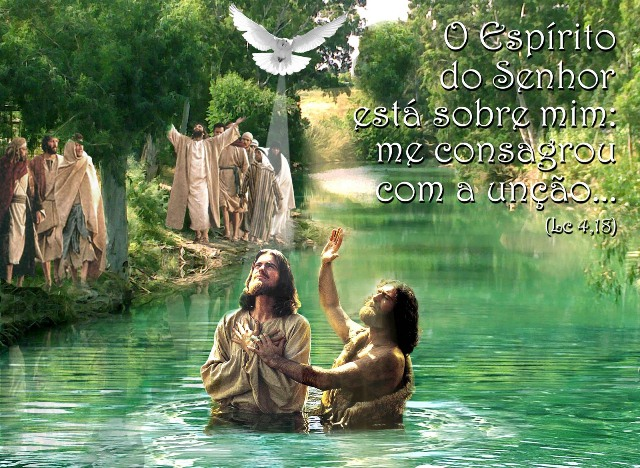 O Espírito
do Senhor
está sobre mim:
me consagrou
com a unção...
(Lc 4,18)